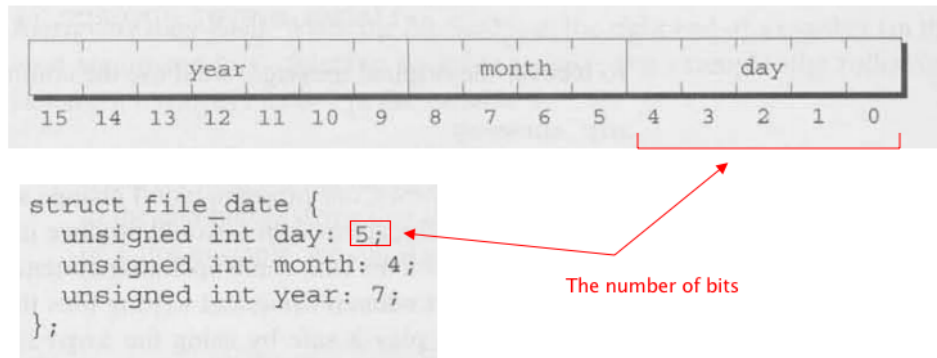 year month day
15 14 13 12 11 10 9 8 7 6 5 4 3 2 1 0
struct file_date {
unsigned int day: 5;
unsigned int month: 4;
unsigned int year: 7;
};
The number of bits